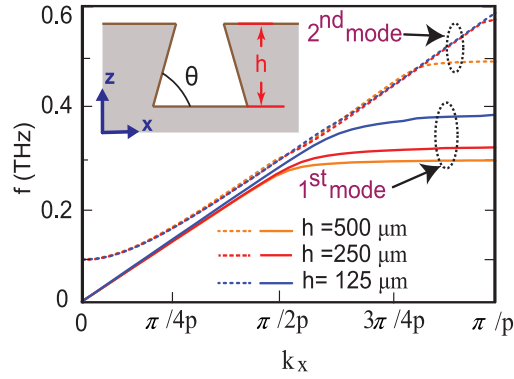 0.6
0.4
0.2
0
f (THz)
z
x
θ
h
2nd mode
1st mode
h =500 μm
h =250 μm
h= 125 μm
0
π /4p
π /2p
3π /4p
π /p
kx